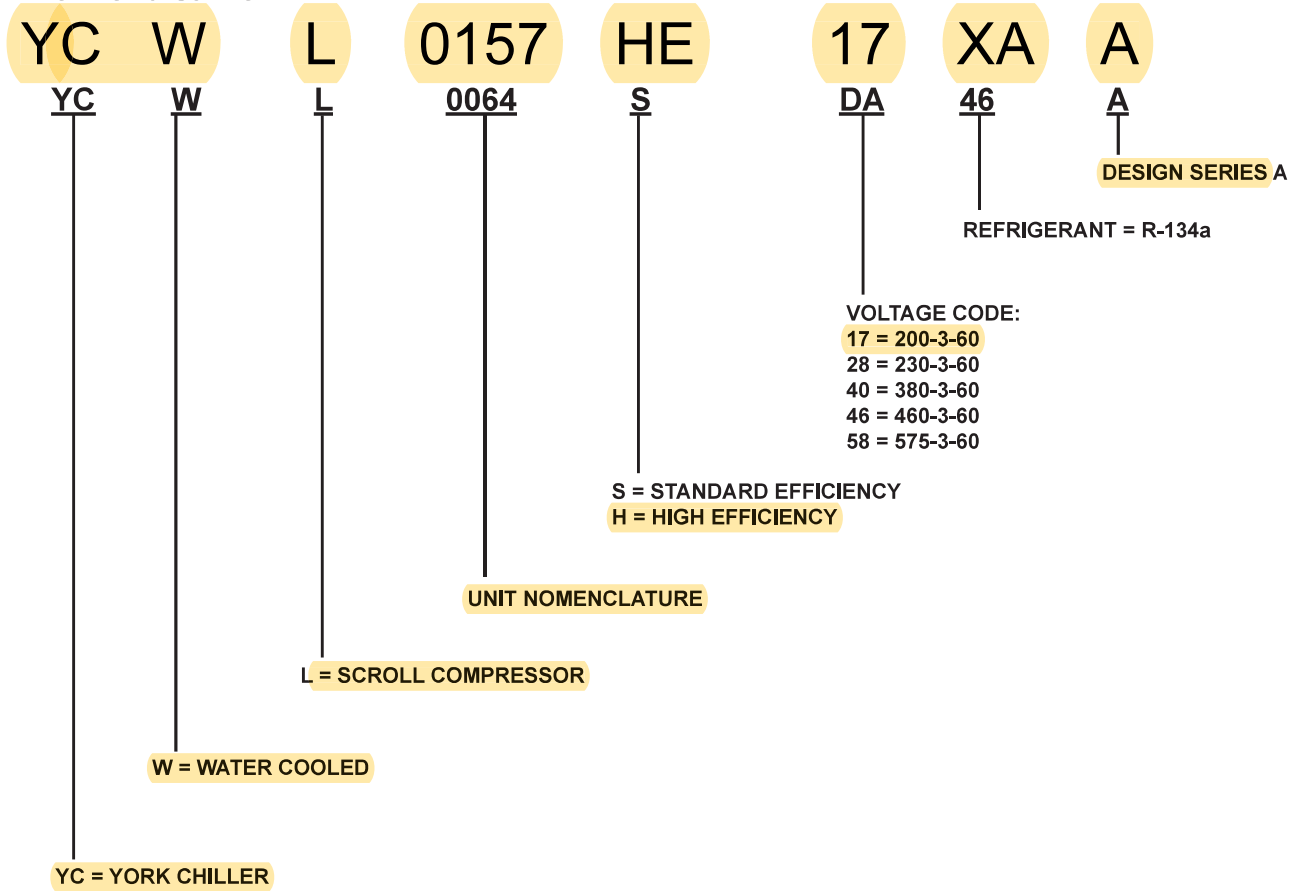 YC W L 0157 HE 17 XA A
YC W L 0064 S DA 46 A
DESIGN SERIES A
REFRIGERANT = R-134a
VOLTAGE CODE:
17 = 200-3-60
28 = 230-3-60
40 = 380-3-60
46 = 460-3-60
58 = 575-3-60
S = STANDARD EFFICIENCY
H = HIGH EFFICIENCY
UNIT NOMENCLATURE
L = SCROLL COMPRESSOR
W = WATER COOLED
YC = YORK CHILLER